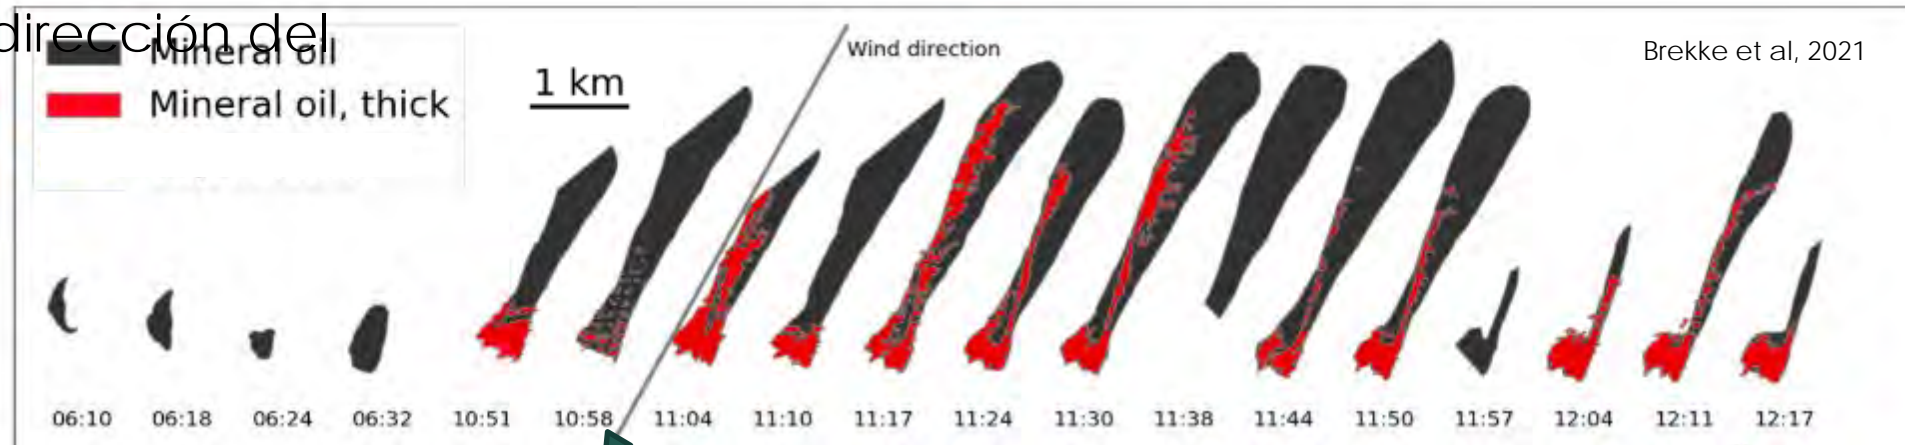 dirección del
Mineral oil
Mineral oil, thick
1 km
Wind direction
Brekke et al, 2021
06:10 06:18 06:24 06:32 10:51 10:58 11:04 11:10 11:17 11:24 11:30 11:38 11:44 11:50 11:57 12:04 12:11 12:17